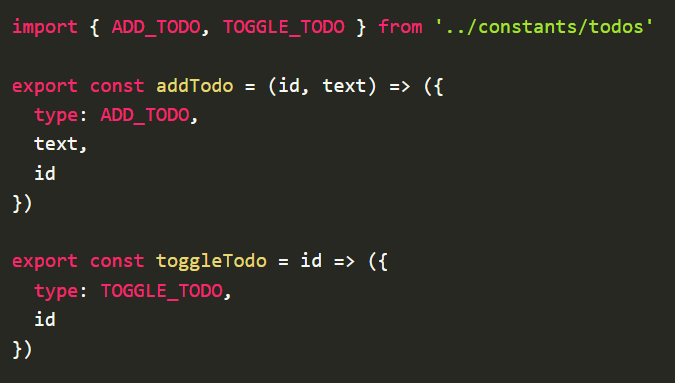 import { ADD_TODO, TOGGLE_TODO } from '../constants/todos'

export const addTodo = (id, text) => ({
  type: ADD_TODO,
  text,
  id
})

export const toggleTodo = id => ({
  type: TOGGLE_TODO,
  id
})